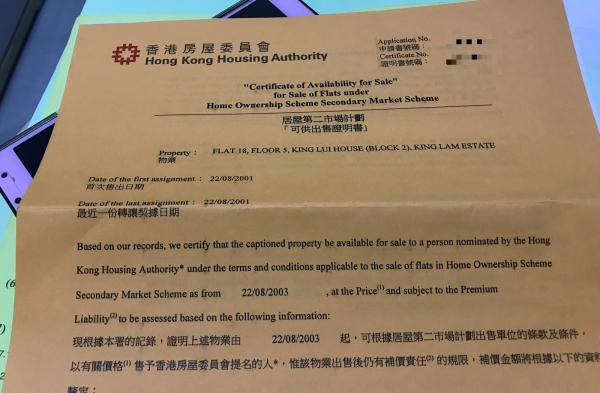 香港房屋委員會
Hong Kong Housing Authority
Application No.
申請書號碼：
Certificate No.
證明書號碼：
"Certificate of Availability for Sale"
for Sale of Flats under
Home Ownership Scheme Secondary Market Scheme
居屋第二市場計劃
「可供出售證明書」
Property : FLAT 18, FLOOR 5, KING LUI HOUSE (BLOCK 2), KING LAM ESTATE
物業
Date of the first assignment : 22/08/2001
首次售出日期
Date of the last assignment : 22/08/2001
最近一份轉讓契據日期
Based on our records, we certify that the captioned property be available for sale to a person nominated by the Hong
Kong Housing Authority* under the terms and conditions applicable to the sale of flats in Home Ownership Scheme
Secondary Market Scheme as from 22/08/2003 , at the Price(1) and subject to the Premium
Liability(2) to be assessed based on the following information:
現根據本署的記錄，證明上述物業由 22/08/2003 起，可根據居屋第二市場計劃出售單位的條款及條件，
以有關價格(1) 售予香港房屋委員會提名的人*，惟該物業出售後仍有補價責任(2) 的規限，補價金額將根據以下的資料
釐定：